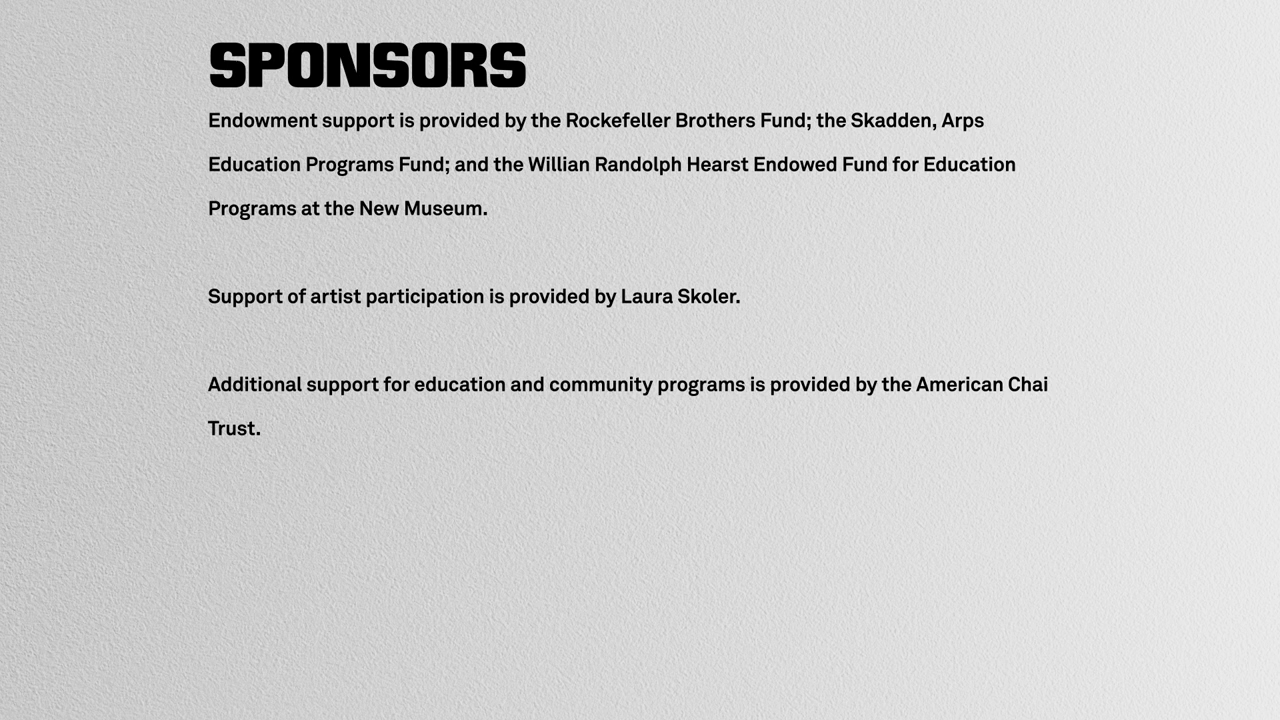 SPONSORS
Endowment support is provided by the Rockefeller Brothers Fund; the Skadden, Arps
Education Programs Fund; and the Willian Randolph Hearst Endowed Fund for Education
Programs at the New Museum.
Support of artist participation is provided by Laura Skoler.
Additional support for education and community programs is provided by the American Chai
Trust.